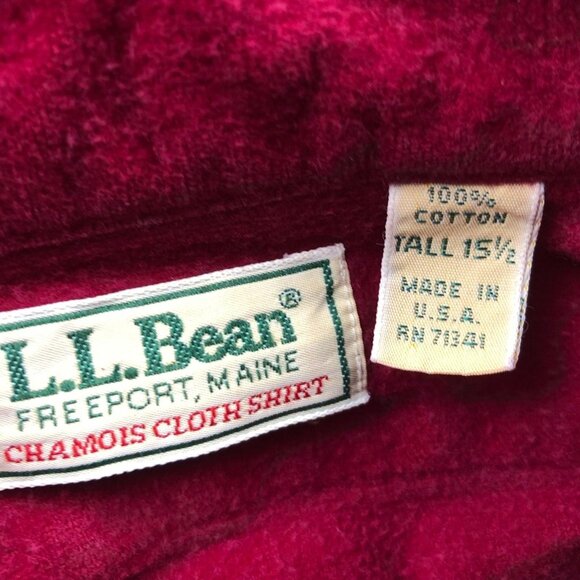 L.L.Bean®
FREEPORT, MAINE
CHAMOIS CLOTH SHIRT
100%
COTTON
TALL 15½
MADE IN
U.S.A.
RN 71341